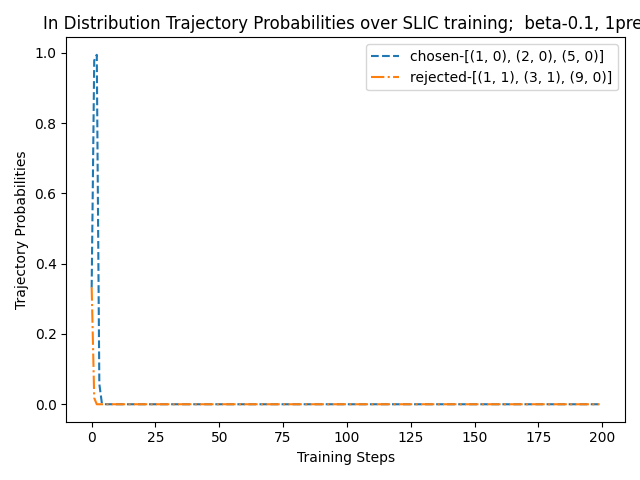 In Distribution Trajectory Probabilities over SLIC training;  beta-0.1, 1pre
chosen-[(1, 0), (2, 0), (5, 0)]
rejected-[(1, 1), (3, 1), (9, 0)]
Trajectory Probabilities
1.0
0.8
0.6
0.4
0.2
0.0
0 25 50 75 100 125 150 175 200
Training Steps